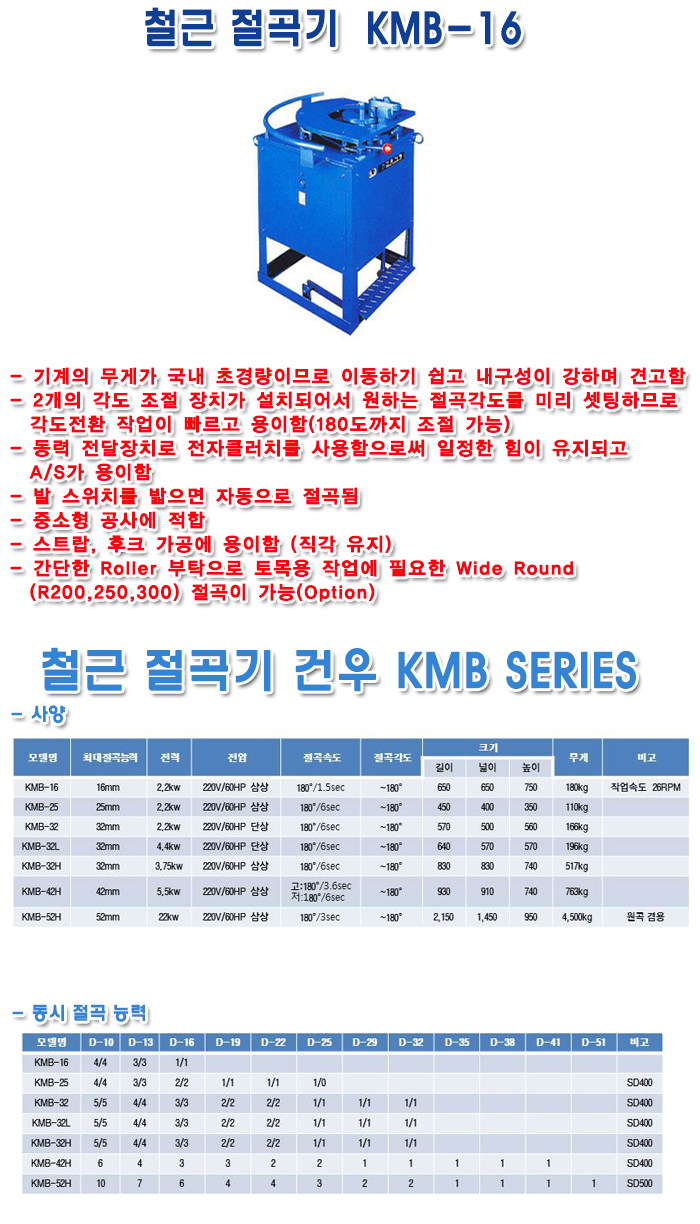 철근 절곡기 KMB-16
- 기계의 무게가 국내 초경량이므로 이동하기 쉽고 내구성이 강하며 견고함
- 2개의 각도 조절 장치가 설치되어서 원하는 절곡각도를 미리 셋팅하므로
각도전환 작업이 빠르고 용이함(180도까지 조절 가능)
- 동력 전달장치로 전자클러치를 사용함으로써 일정한 힘이 유지되고
A/S가 용이함
- 발 스위치를 밟으면 자동으로 절곡됨
- 중소형 공사에 적합
- 스트랍, 후크 가공에 용이함 (직각 유지)
- 간단한 Roller 부탁으로 토목용 작업에 필요한 Wide Round
(R200,250,300) 절곡이 가능(Option)
철근 절곡기 건우 KMB SERIES
- 사양
모델명 최대절곡능력 전력 전압 절곡속도 절곡각도 크기 무게 비고
길이 넓이 높이
KMB-16 16mm 2,2kw 220V/60HP 삼상 180°/1.5sec ~180° 650 650 750 180kg 작업속도 26RPM
KMB-25 25mm 2,2kw 220V/60HP 삼상 180°/6sec ~180° 450 400 350 110kg
KMB-32 32mm 2,2kw 220V/60HP 단상 180°/6sec ~180° 570 500 560 166kg
KMB-32L 32mm 4,4kw 220V/60HP 단상 180°/6sec ~180° 640 570 570 196kg
KMB-32H 32mm 3,75kw 220V/60HP 삼상 180°/6sec ~180° 830 830 740 517kg
KMB-42H 42mm 5,5kw 220V/60HP 삼상 고:180°/3.6sec ~180° 930 910 740 763kg
저:180°/6sec
KMB-52H 52mm 22kw 220V/60HP 삼상 180°/3sec ~180° 2,150 1,450 950 4,500kg 원곡 겸용
- 동시 절곡 능력
모델명 D-10 D-13 D-16 D-19 D-22 D-25 D-29 D-32 D-35 D-38 D-41 D-51 비고
KMB-16 4/4 3/3 1/1
KMB-25 4/4 3/3 2/2 1/1 1/1 1/0 SD400
KMB-32 5/5 4/4 3/3 2/2 2/2 1/1 1/1 1/1 SD400
KMB-32L 5/5 4/4 3/3 2/2 2/2 1/1 1/1 1/1 SD400
KMB-32H 5/5 4/4 3/3 2/2 2/2 1/1 1/1 1/1 SD400
KMB-42H 6 4 3 3 2 2 1 1 1 1 1 SD400
KMB-52H 10 7 6 4 4 3 2 2 1 1 1 1 SD500